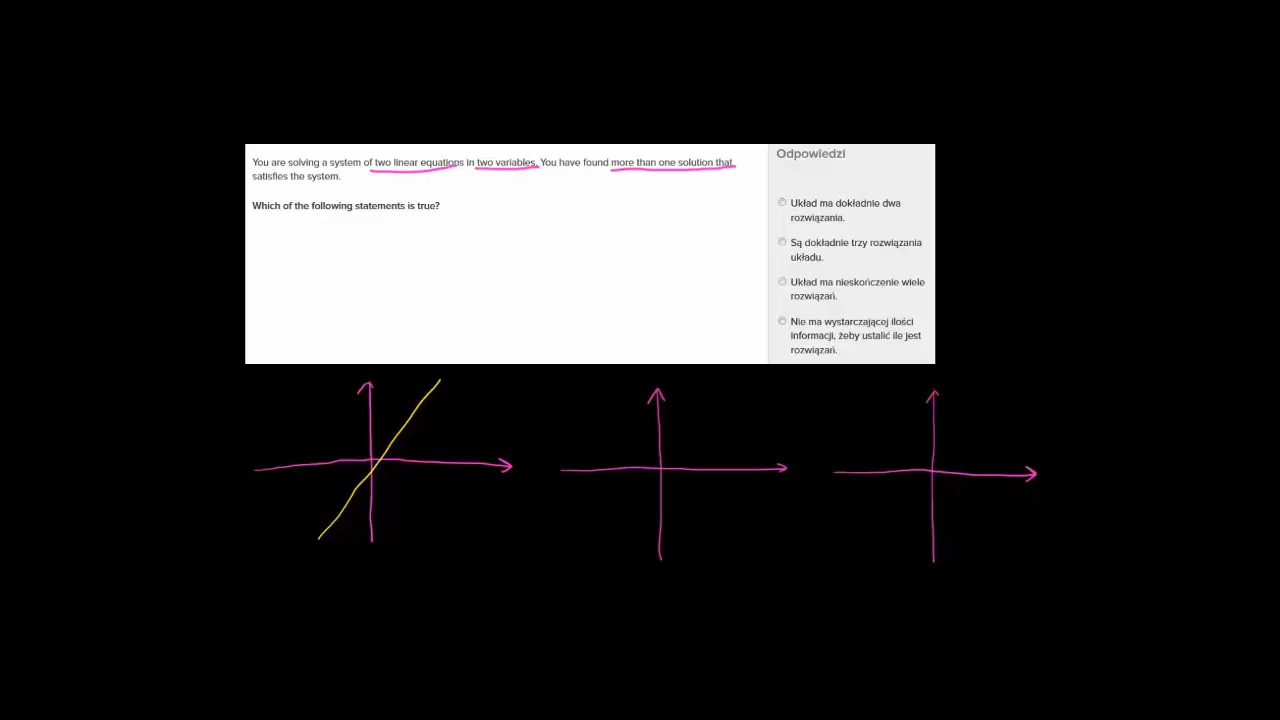 You are solving a system of two linear equations in two variables. You have found more than one solution that
satisfies the system.
Which of the following statements is true?
Odpowiedzi
Układ ma dokładnie dwa
rozwiązania.
Są dokładnie trzy rozwiązania
układu.
Układ ma nieskończenie wiele
rozwiązań.
Nie ma wystarczającej ilości
informacji, żeby ustalić ile jest
rozwiązań.